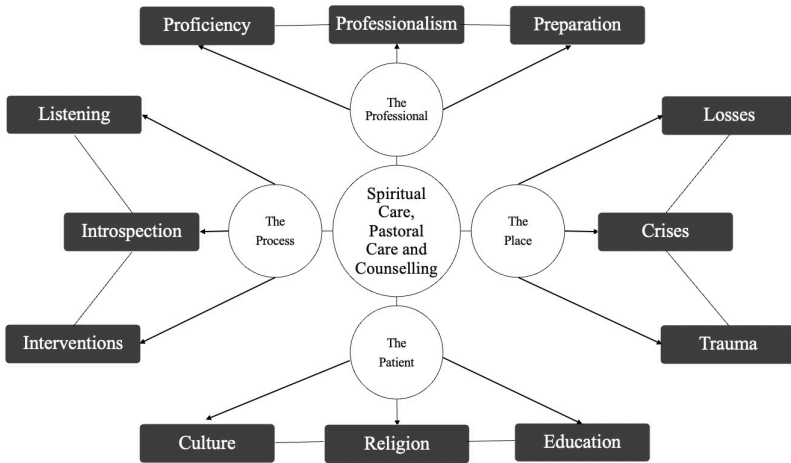 Proficiency
Professionalism
Preparation
The
Professional
Listening
Losses
Introspection
The
Process
Spiritual
Care,
Pastoral
Care and
Counselling
The
Place
Crises
Interventions
Trauma
The
Patient
Culture
Religion
Education